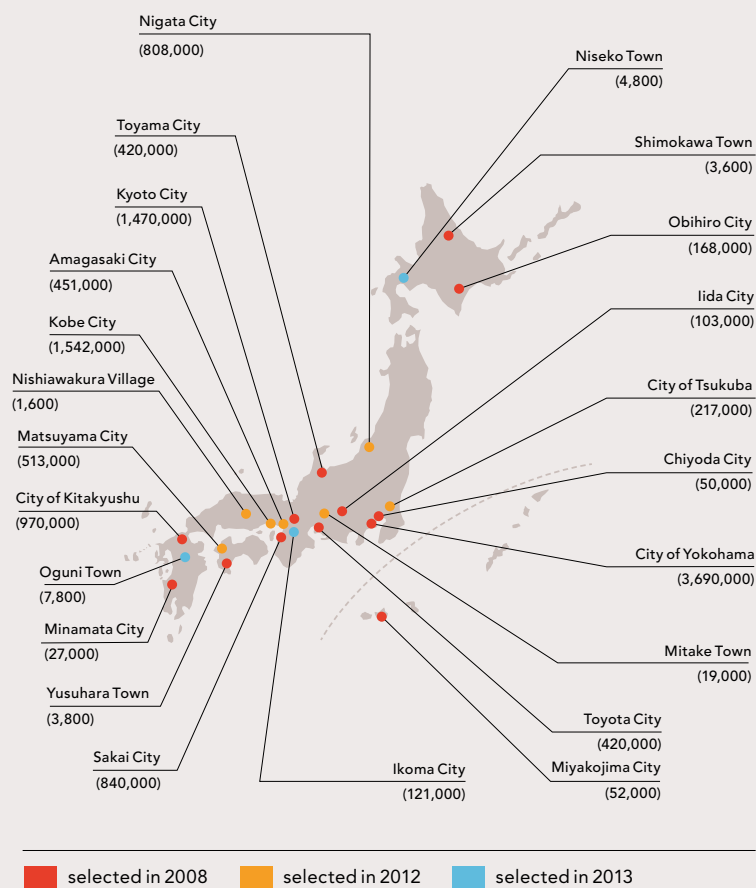 Nigata City
(808,000)
Toyama City
(420,000)
Kyoto City
(1,470,000)
Amagasaki City
(451,000)
Kobe City
(1,542,000)
Nishiawakura Village
(1,600)
Matsuyama City
(513,000)
City of Kitakyushu
(970,000)
Oguni Town
(7,800)
Minamata City
(27,000)
Yusuhara Town
(3,800)
Sakai City
(840,000)
Ikoma City
(121,000)
Niseko Town
(4,800)
Shimokawa Town
(3,600)
Obihiro City
(168,000)
Iida City
(103,000)
City of Tsukuba
(217,000)
Chiyoda City
(50,000)
City of Yokohama
(3,690,000)
Mitake Town
(19,000)
Toyota City
(420,000)
Miyakojima City
(52,000)
selected in 2008
selected in 2012
selected in 2013